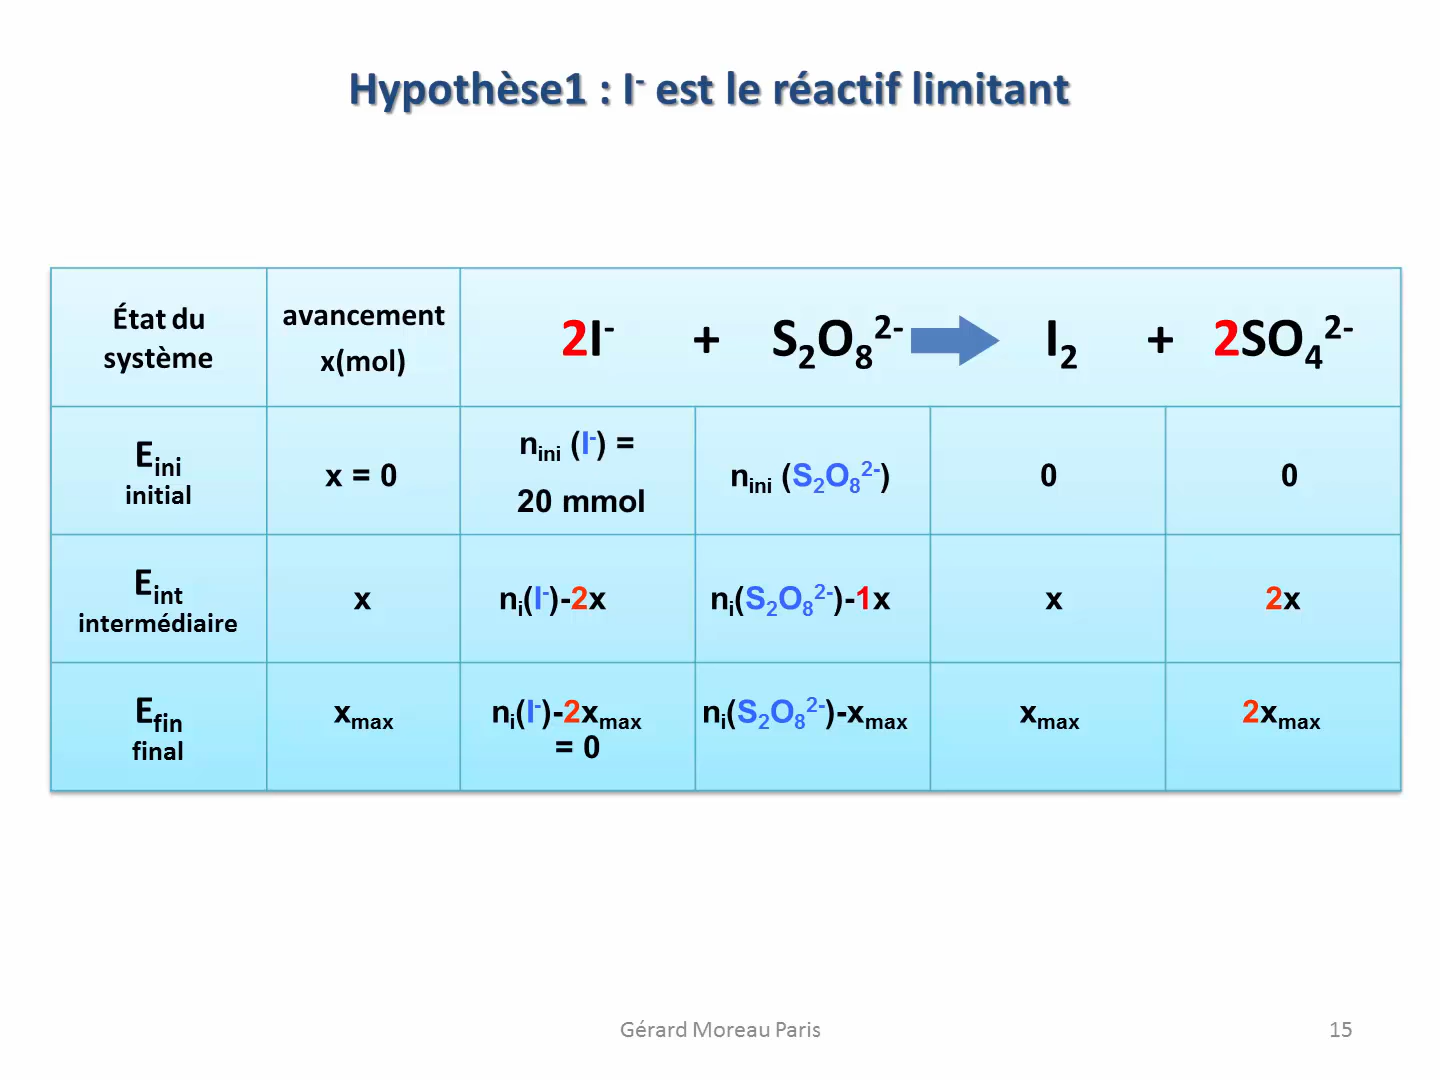 Hypothèse1 : I⁻ est le réactif limitant
État du
système
avancement
x(mol)
2I⁻ + S₂O₈²⁻ I₂ + 2SO₄²⁻
Eini
initial
x = 0
nini (I⁻) =
20 mmol
nini (S₂O₈²⁻)
0
0
Eint
intermédiaire
x
ni(I⁻)-2x
ni(S₂O₈²⁻)-1x
x
2x
Efin
final
xmax
ni(I⁻)-2xmax
= 0
ni(S₂O₈²⁻)-xmax
xmax
2xmax
Gérard Moreau Paris
15